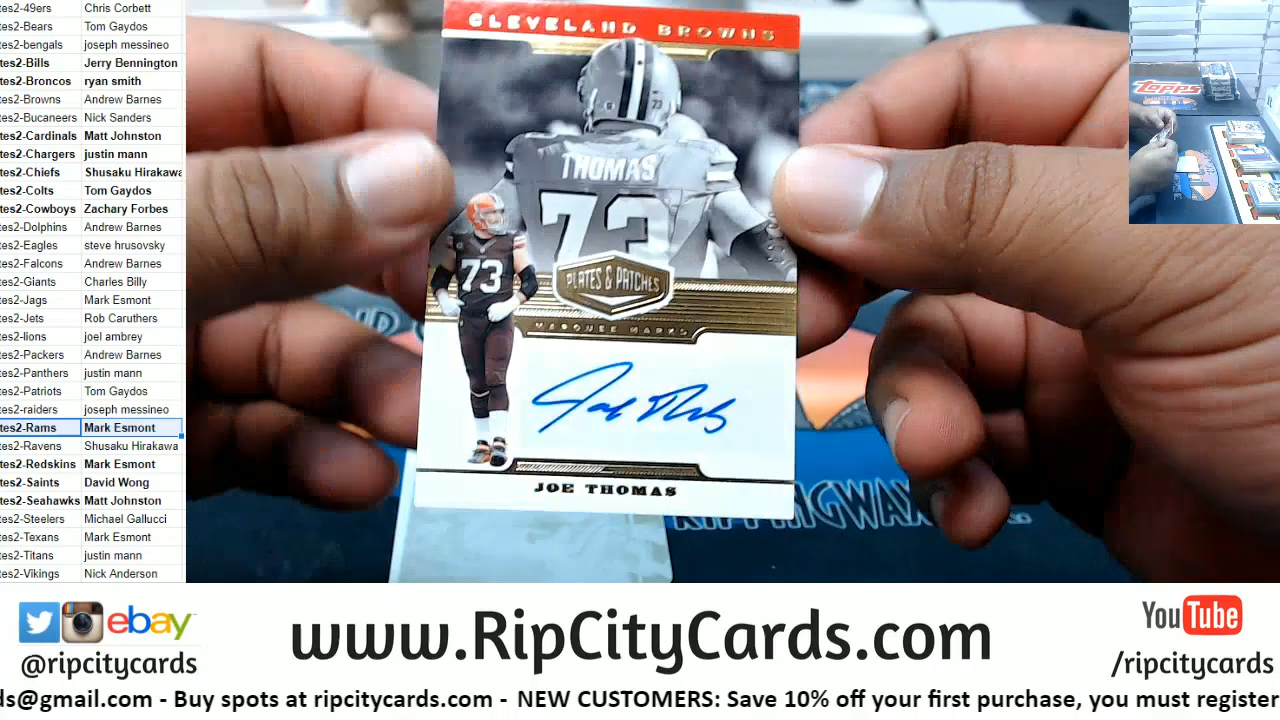 tes2-49ers Chris Corbett
tes2-Bears Tom Gaydos
tes2-bengals joseph messineo
tes2-Bills Jerry Bennington
tes2-Broncos ryan smith
tes2-Browns Andrew Barnes
tes2-Bucaneers Nick Sanders
tes2-Cardinals Matt Johnston
tes2-Chargers justin mann
tes2-Chiefs Shusaku Hirakawa
tes2-Colts Tom Gaydos
tes2-Cowboys Zachary Forbes
tes2-Dolphins Andrew Barnes
tes2-Eagles steve hrusovsky
tes2-Falcons Andrew Barnes
tes2-Giants Charles Billy
tes2-Jags Mark Esmont
tes2-Jets Rob Caruthers
tes2-lions joel ambrey
tes2-Packers Andrew Barnes
tes2-Panthers justin mann
tes2-Patriots Tom Gaydos
tes2-raiders joseph messineo
tes2-Rams Mark Esmont
tes2-Ravens Shusaku Hirakawa
tes2-Redskins Mark Esmont
tes2-Saints David Wong
tes2-Seahawks Matt Johnston
tes2-Steelers Michael Gallucci
tes2-Texans Mark Esmont
tes2-Titans justin mann
tes2-Vikings Nick Anderson
CLEVELAND BROWNS
73
THOMAS
73
73
PLATES & PATCHES
MARQUEE MARKS
JOE THOMAS
RIPPINGWAX
Topps
ebay
@ripcitycards
www.RipCityCards.com
YouTube
/ripcitycards
ds@gmail.com - Buy spots at ripcitycards.com - NEW CUSTOMERS: Save 10% off your first purchase, you must register